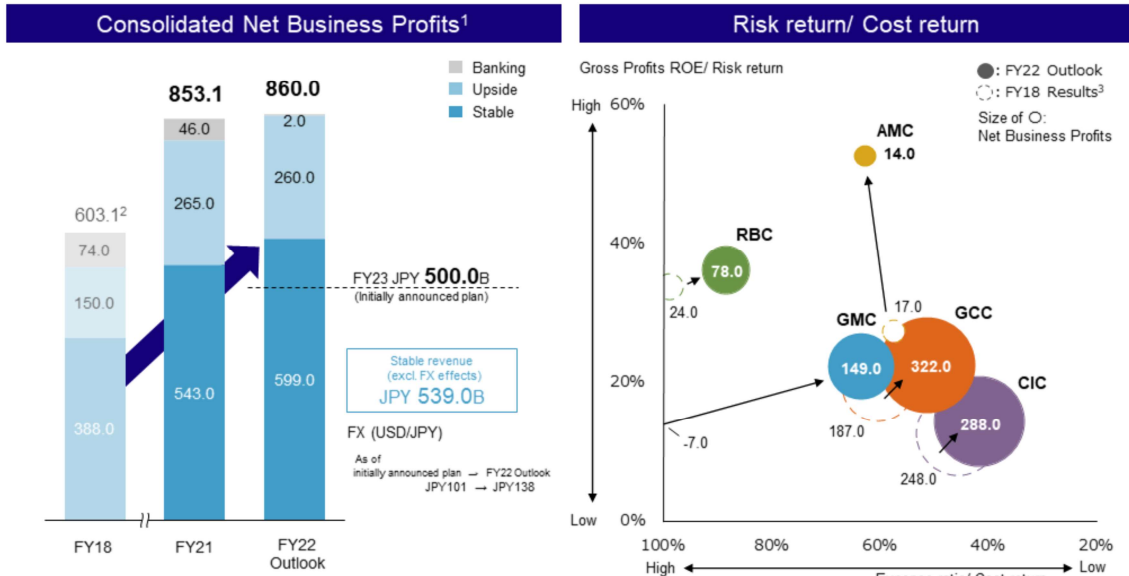 Consolidated Net Business Profits1
Banking
Upside
Stable
853.1
860.0
46.0
2.0
265.0
260.0
603.1²
74.0
150.0
388.0
543.0
599.0
FY23 JPY 500.0B
(Initially announced plan)
Stable revenue
(excl. FX effects)
JPY 539.0B
FX (USD/JPY)
As of
initially announced plan → FY22 Outlook
JPY101 → JPY138
FY18
FY21
FY22
Outlook
Risk return/ Cost return
Gross Profits ROE/ Risk return
: FY22 Outlook
: FY18 Results³
Size of O:
Net Business Profits
High
60%
40%
20%
Low
0%
AMC
14.0
RBC
78.0
24.0
17.0
GMC
GCC
149.0
322.0
CIC
187.0
288.0
-7.0
248.0
100%
80%
60%
40%
20%
High
Low